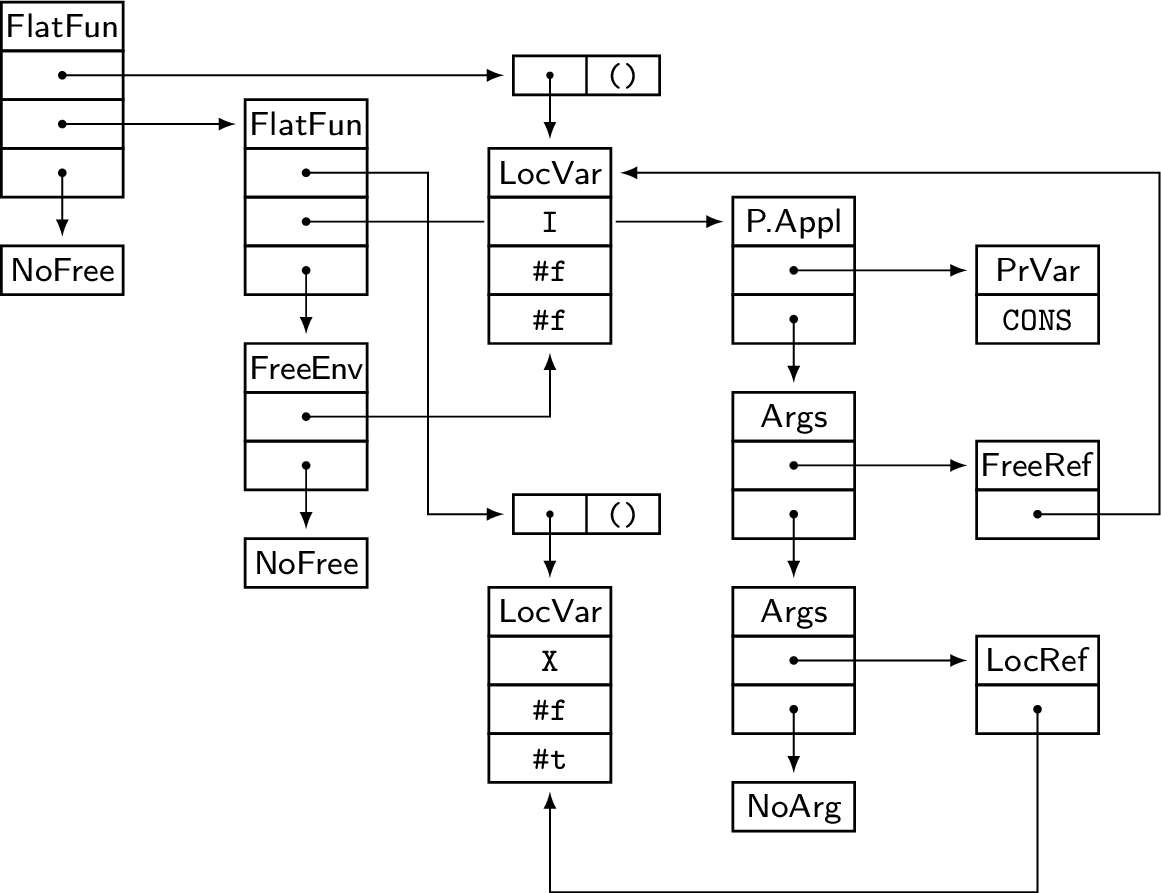 FlatFun
()
FlatFun
LocVar
I
P.Appl
NoFree
#f
PrVar
#f
CONS
FreeEnv
Args
FreeRef
()
NoFree
LocVar
Args
X
LocRef
#f
#t
NoArg